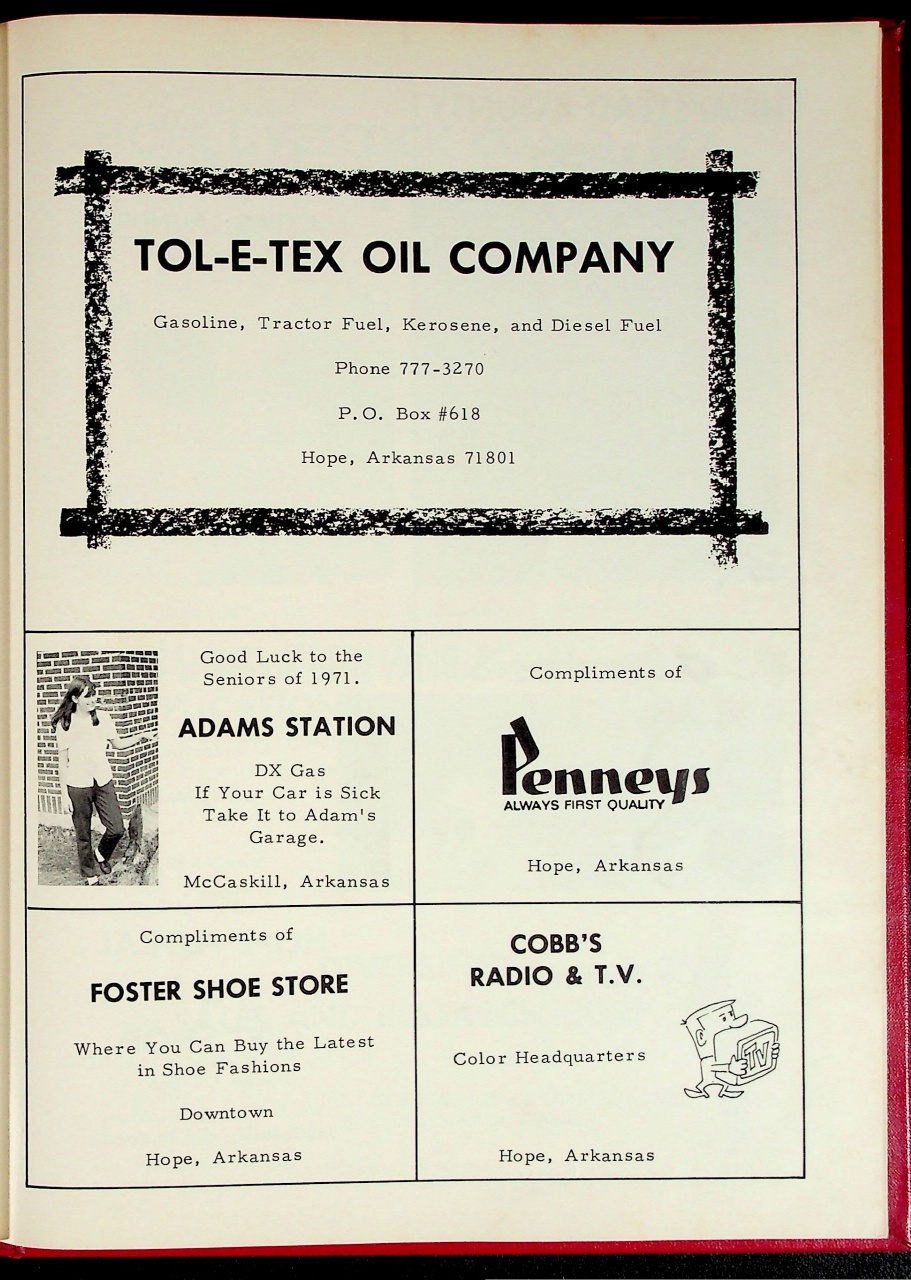 TOL-E-TEX OIL COMPANY
Gasoline, Tractor Fuel, Kerosene, and Diesel Fuel
Phone 777-3270
P.O. Box #618
Hope, Arkansas 71801
Good Luck to the
Seniors of 1971.
ADAMS STATION
DX Gas
If Your Car is Sick
Take It to Adam's
Garage.
McCaskill, Arkansas
Compliments of
Penneys
ALWAYS FIRST QUALITY
Hope, Arkansas
Compliments of
FOSTER SHOE STORE
Where You Can Buy the Latest
in Shoe Fashions
Downtown
Hope, Arkansas
COBB'S
RADIO & T.V.
Color Headquarters
TV
Hope, Arkansas